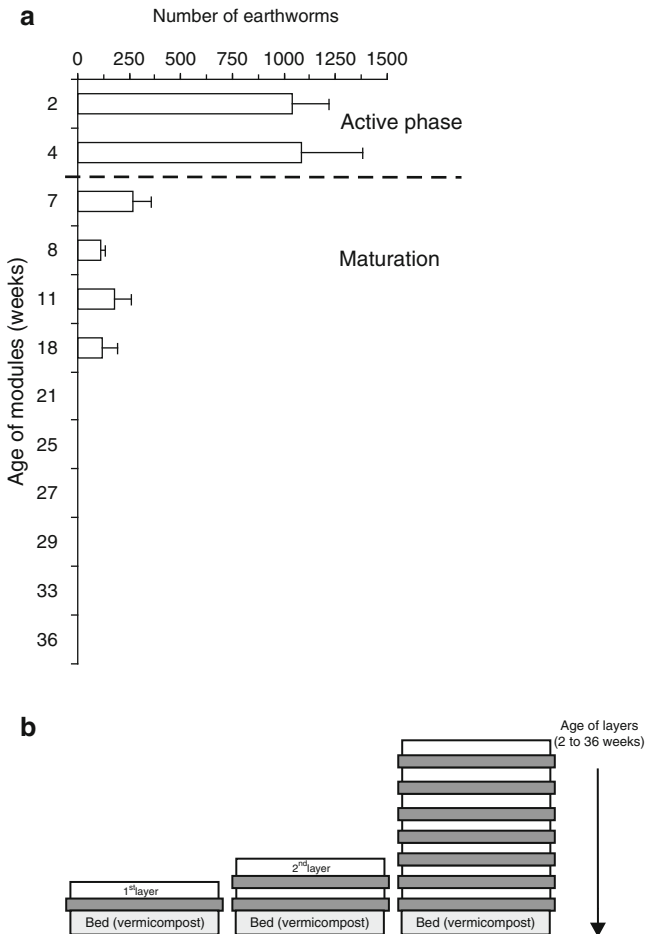 a
Number of earthworms
0 250 500 750 1000 1250 1500
2
Active phase
4
7
8
Maturation
11
18
21
25
27
29
33
36
Age of modules (weeks)
b
Age of layers
(2 to 36 weeks)
2nd layer
1st layer
Bed (vermicompost) Bed (vermicompost) Bed (vermicompost)